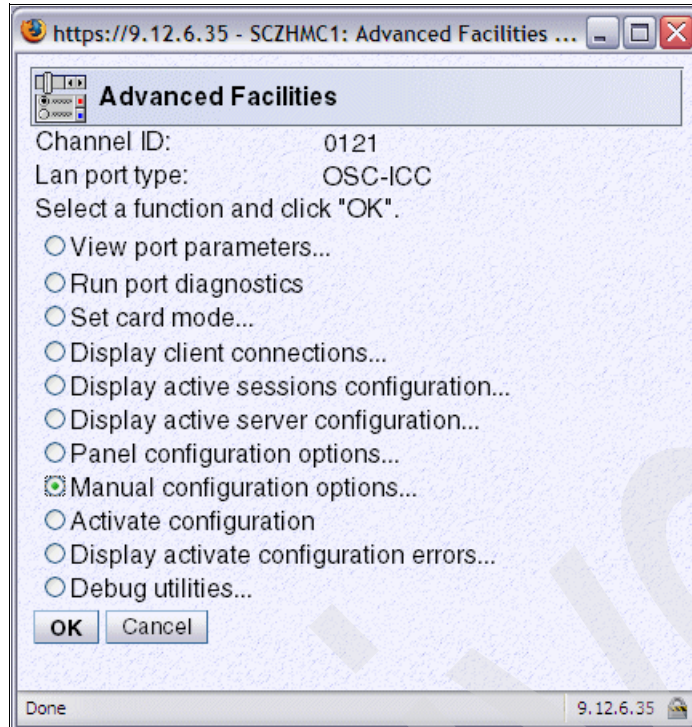 https://9.12.6.35 - SCZHMC1: Advanced Facilities ...
Advanced Facilities
Channel ID: 0121
Lan port type: OSC-ICC
Select a function and click "OK".
View port parameters...
Run port diagnostics
Set card mode...
Display client connections...
Display active sessions configuration...
Display active server configuration...
Panel configuration options...
Manual configuration options...
Activate configuration
Display activate configuration errors...
Debug utilities...
OK Cancel
Done 9.12.6.35